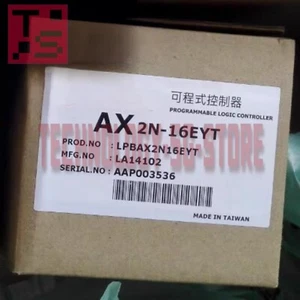 TS
可程式控制器
PROGRAMMABLE LOGIC CONTROLLER
AX 2N-16EYT
PROD.NO : LPBAX2N16EYT
MFG.NO : LA14102
SERIAL.NO : AAP003536
MADE IN TAIWAN